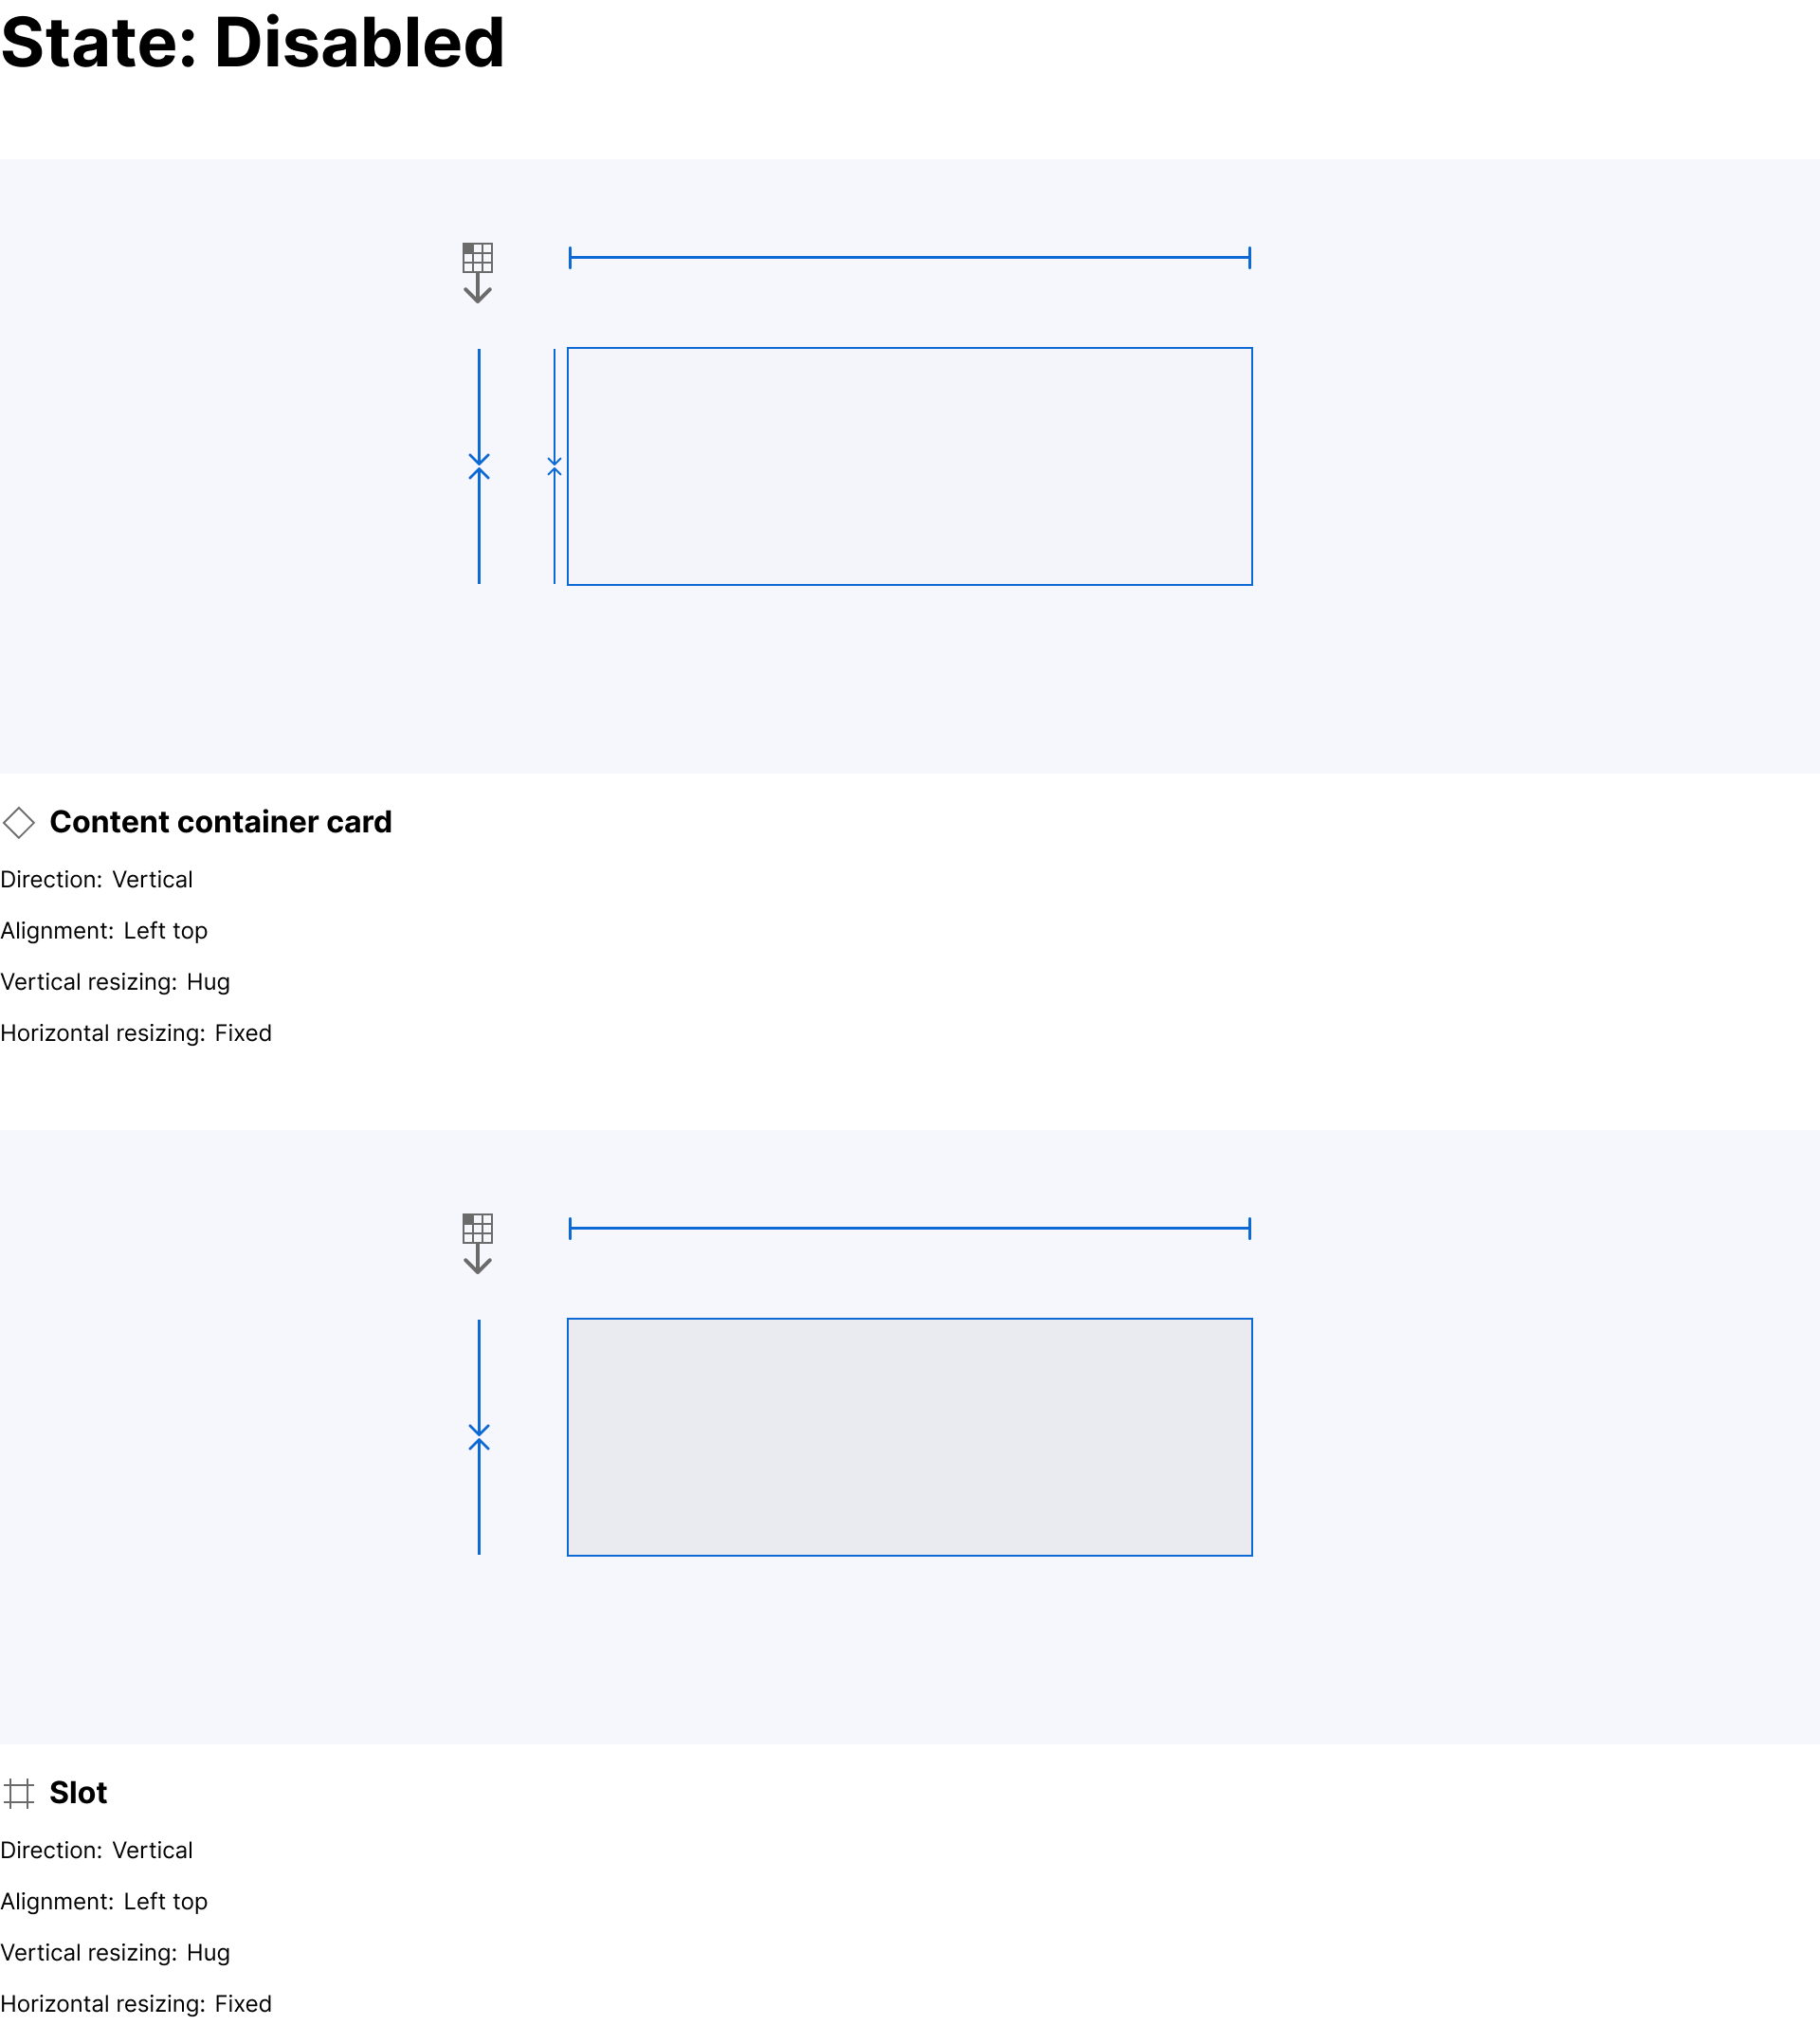 State: Disabled
Content container card
Direction: Vertical
Alignment: Left top
Vertical resizing: Hug
Horizontal resizing: Fixed
Slot
Direction: Vertical
Alignment: Left top
Vertical resizing: Hug
Horizontal resizing: Fixed